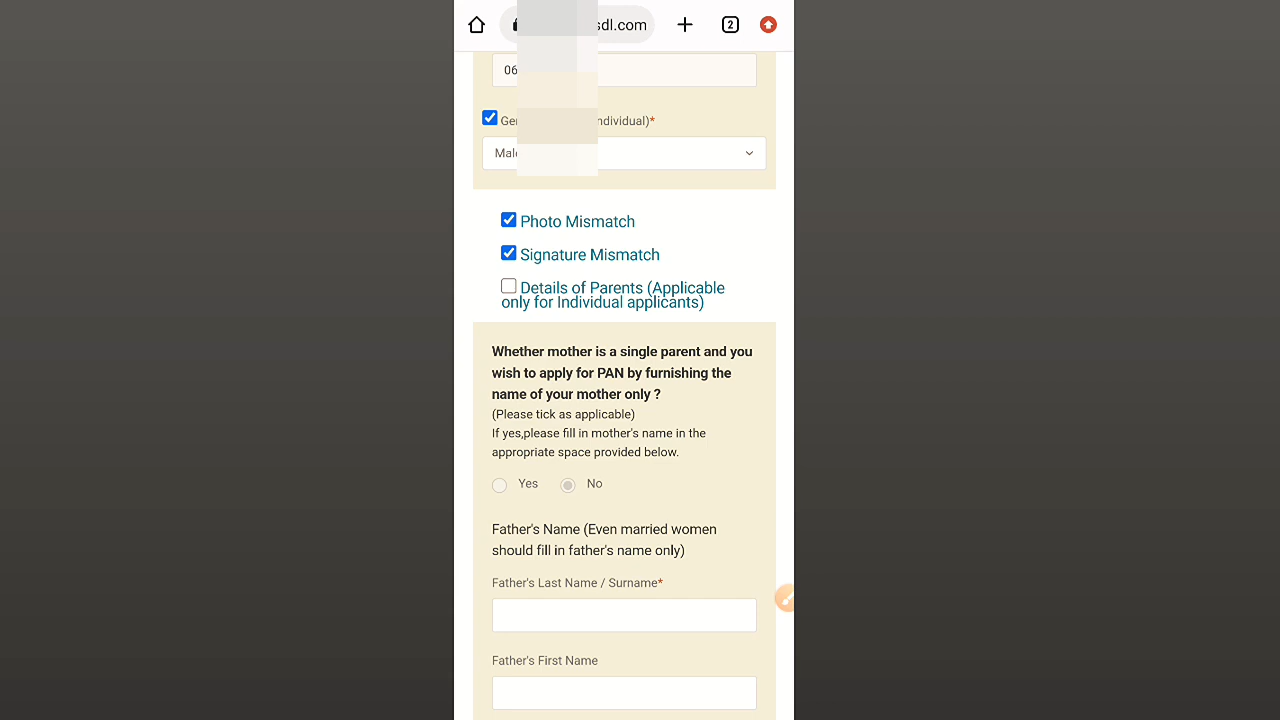 sdl.com
2
06
ndividual)*
Photo Mismatch
Signature Mismatch
Details of Parents (Applicable
only for Individual applicants)
Whether mother is a single parent and you
wish to apply for PAN by furnishing the
name of your mother only ?
(Please tick as applicable)
If yes,please fill in mother's name in the
appropriate space provided below.
Yes No
Father's Name (Even married women
should fill in father's name only)
Father's Last Name / Surname*
Father's First Name